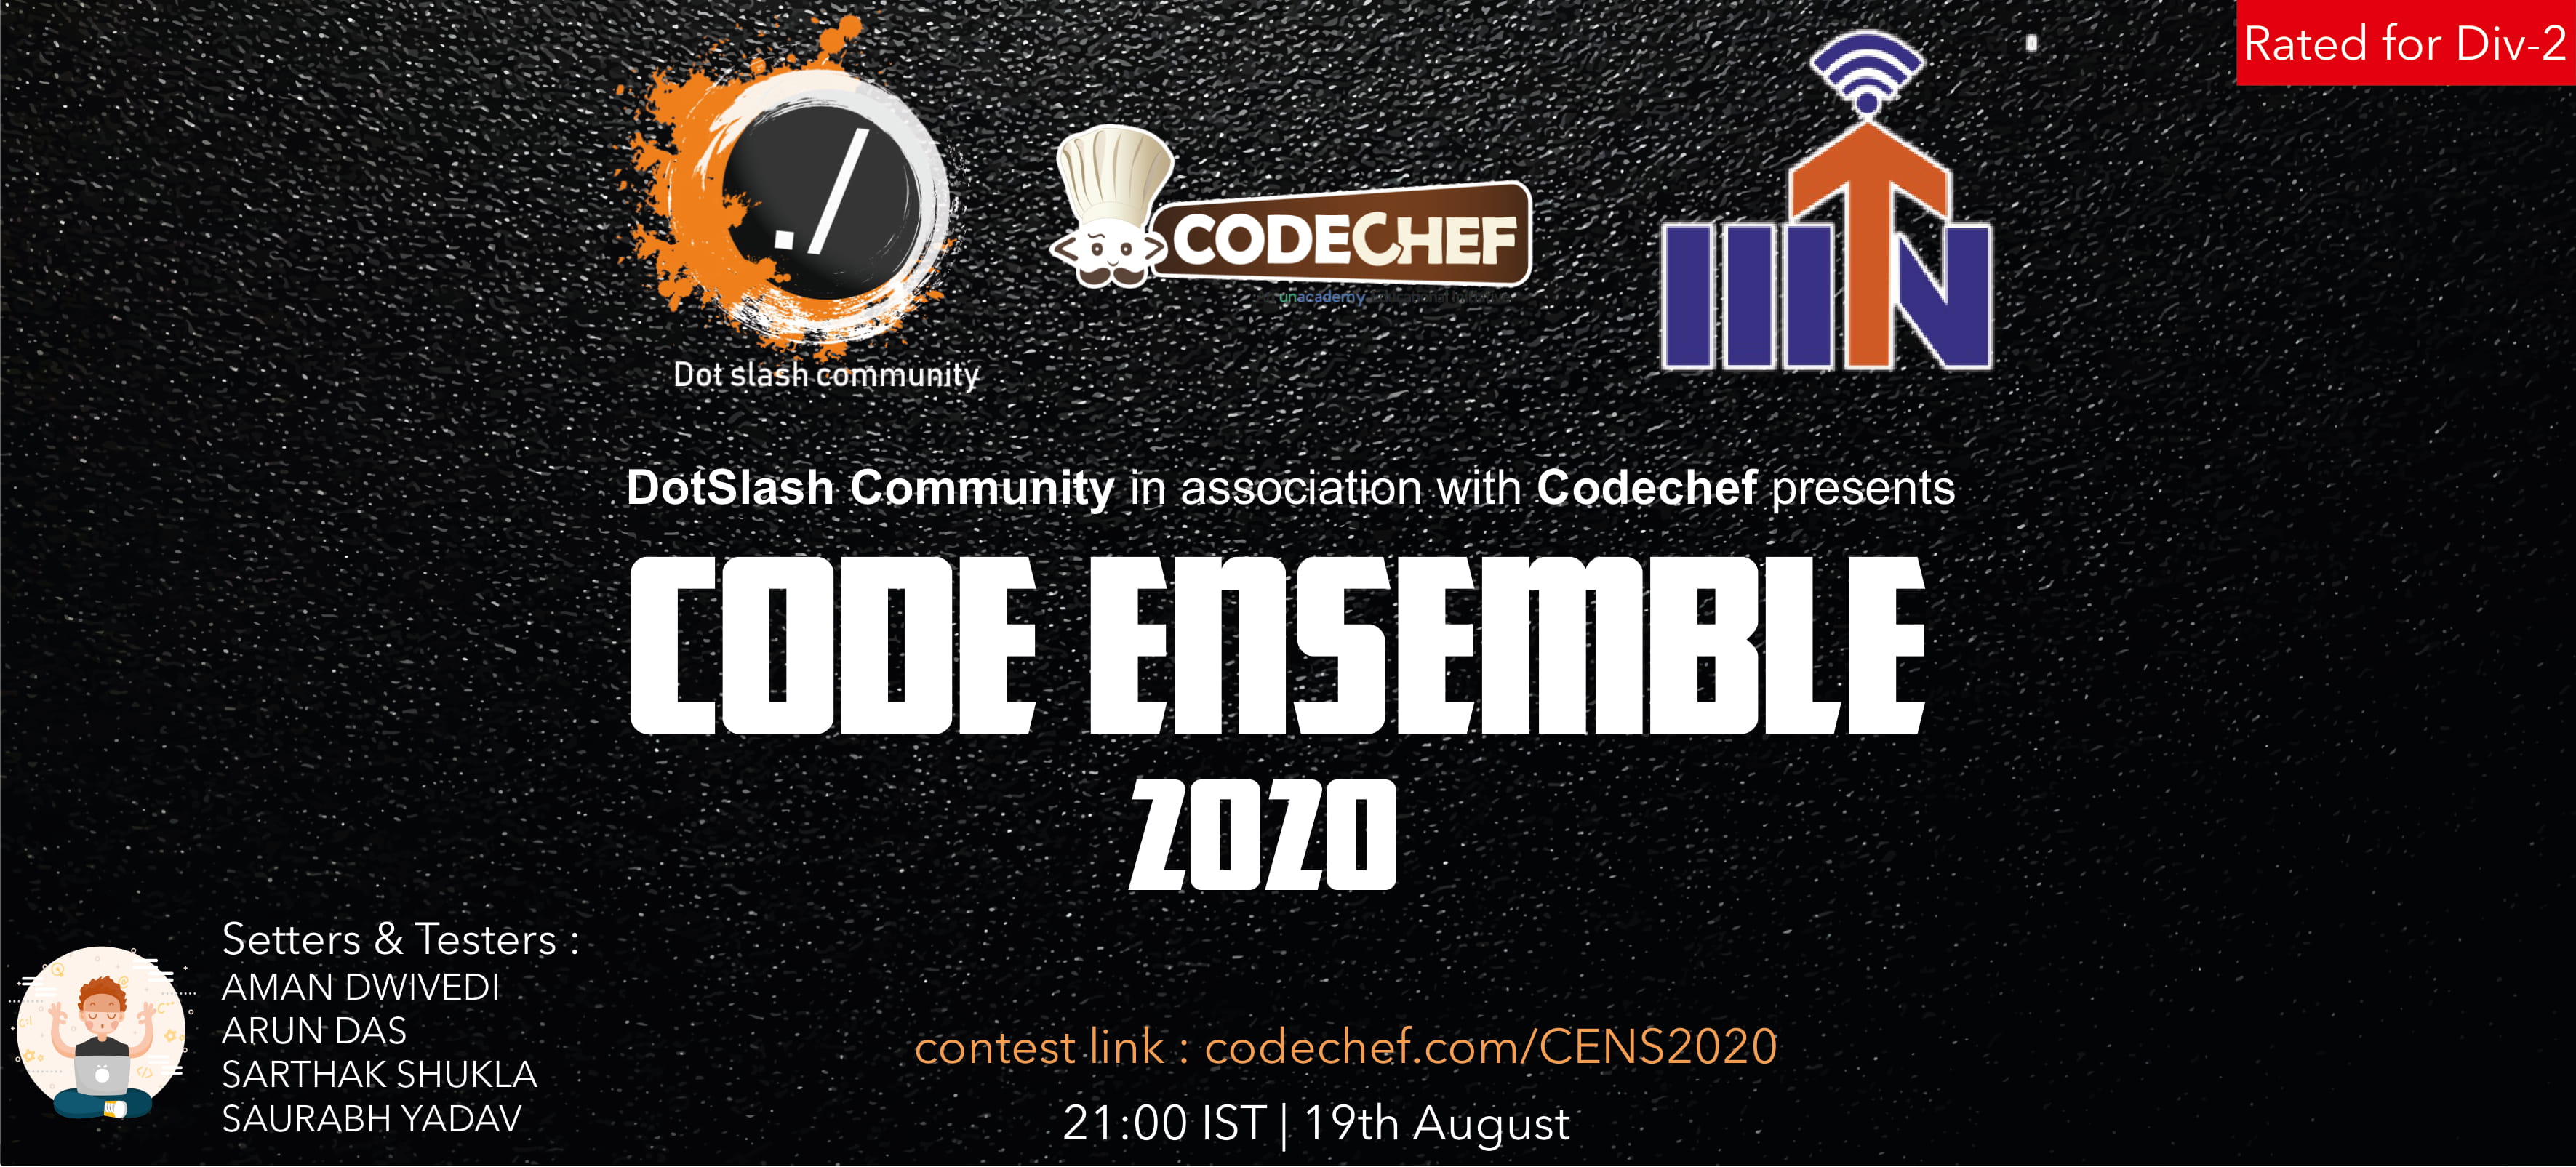 Rated for Div-2
./
Dot slash community
CODECHEF
unacademy
IIITN
DotSlash Community in association with Codechef presents
CODE ENSEMBLE
2020
Setters & Testers :
AMAN DWIVEDI
ARUN DAS
SARTHAK SHUKLA
SAURABH YADAV
contest link : codechef.com/CENS2020
21:00 IST | 19th August